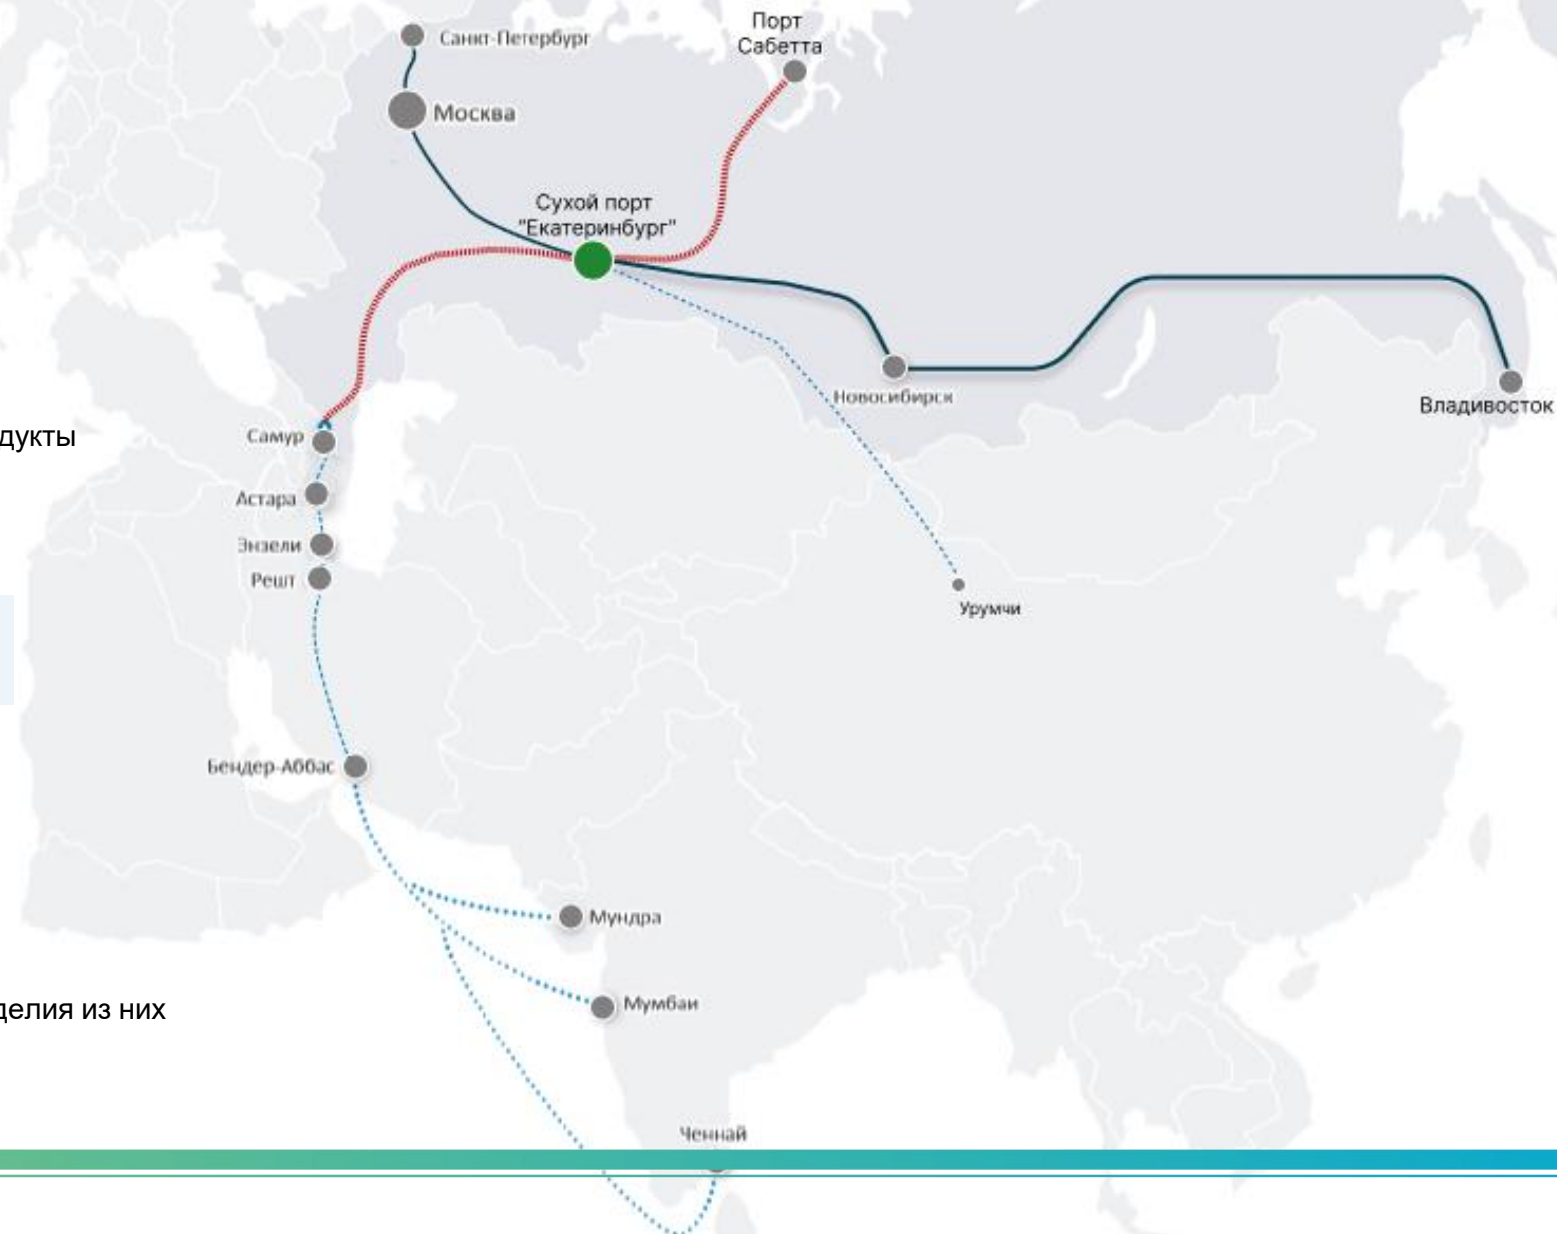 Санкт-Петербург
Порт
Сабетта
Москва
Сухой порт
"Екатеринбург"
Новосибирск
Владивосток
Самур
дукты
Астара
Энзели
Решт
Урумчи
Бендер-Аббас
Мундра
Мумбаи
делия из них
Ченнай